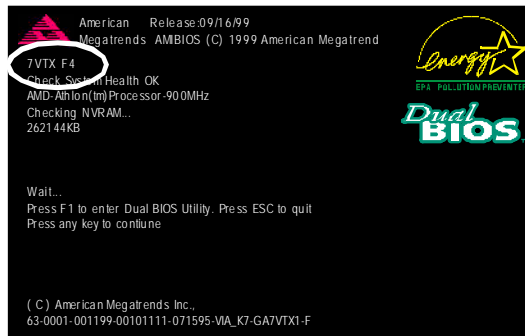 American Release:09/16/99
Megatrends AMIBIOS (C) 1999 American Megatrend
7VTX F4
Check System Health OK
AMD-Athlon(tm)Processor-900MHz
Checking NVRAM...
262144KB
energy
EPA POLLUTION PREVENTER
Dual
BIOS
Wait...
Press F1 to enter Dual BIOS Utility. Press ESC to quit
Press any key to contiune
( C) American Megatrends Inc.,
63-0001-001199-00101111-071595-VIA_K7-GA7VTX1-F